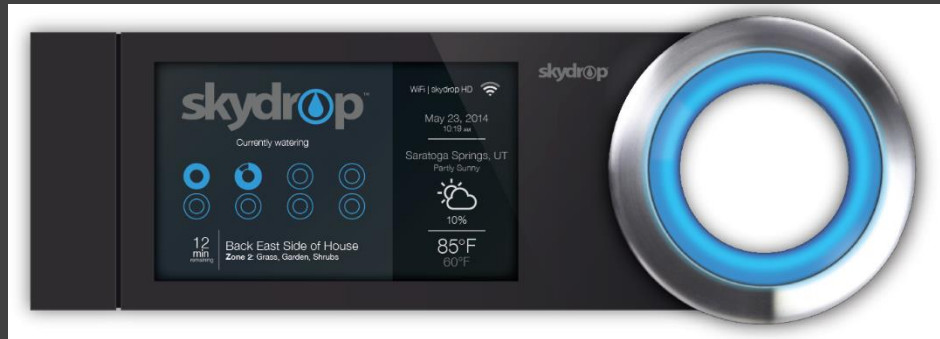 skydrop™
Currently watering
12
min
remaining
Back East Side of House
Zone 2: Grass, Garden, Shrubs
WiFi | skydrop HD
May 23, 2014
10:19 AM
Saratoga Springs, UT
Partly Sunny
10%
85°F
60°F
skydrop